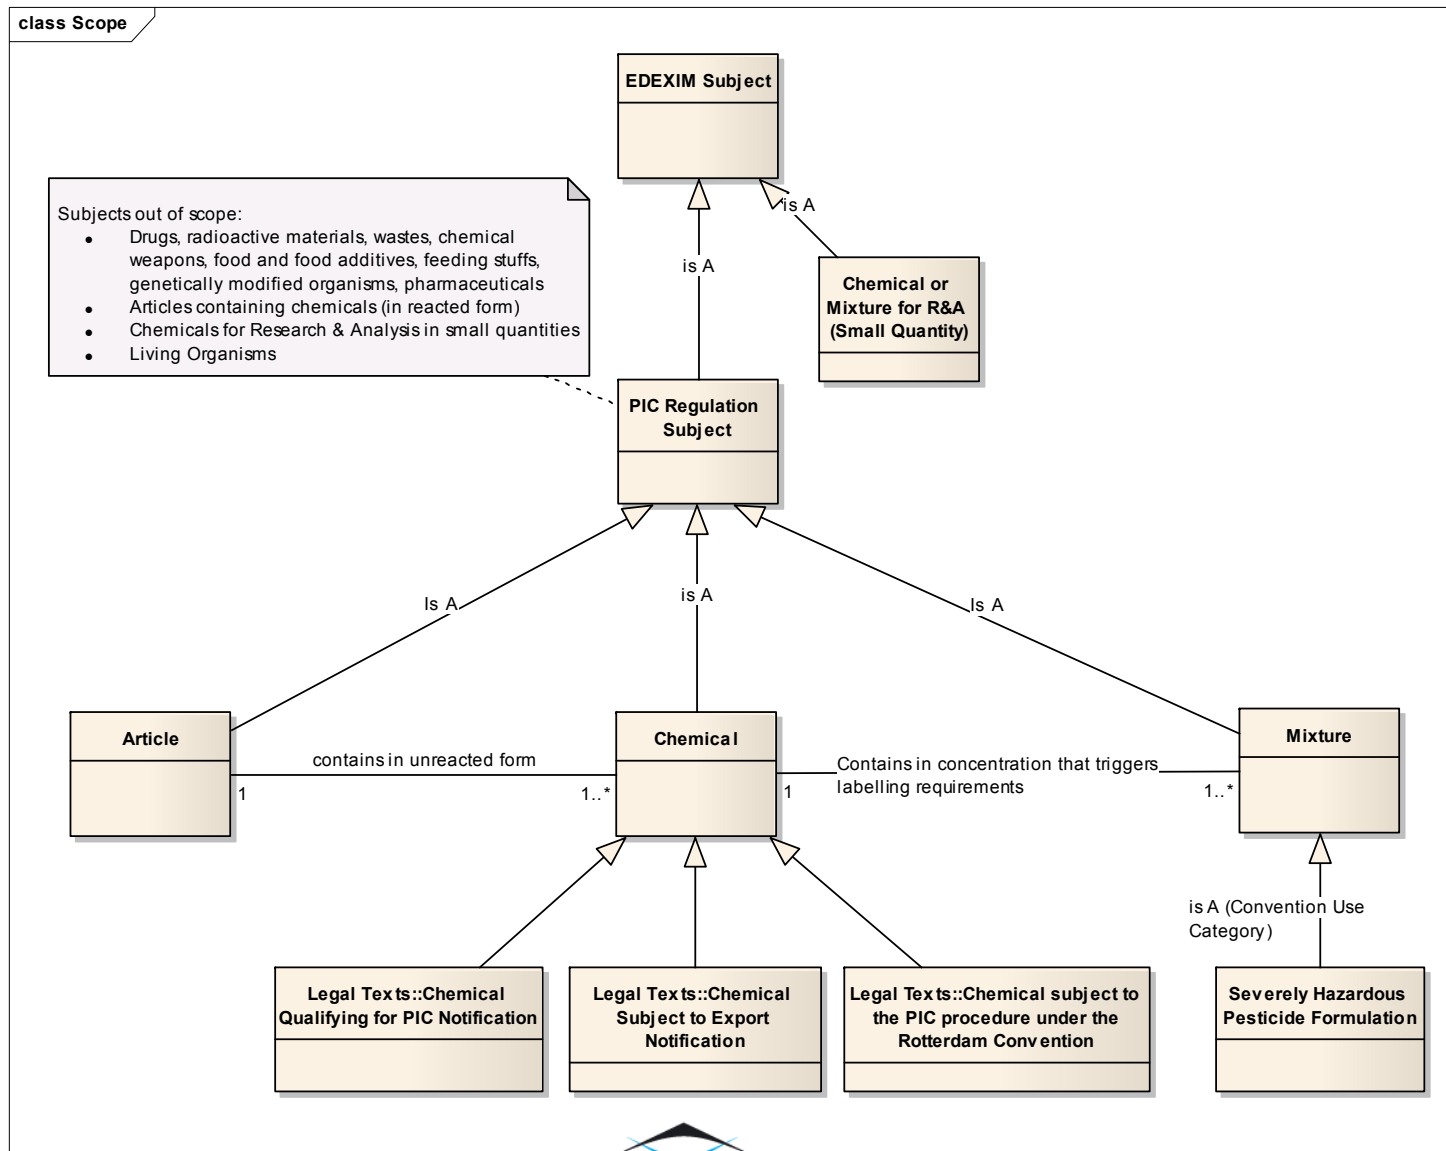 class Scope
EDEXIM Subject
Subjects out of scope:
• Drugs, radioactive materials, wastes, chemical
weapons, food and food additives, feeding stuffs,
genetically modified organisms, pharmaceuticals
• Articles containing chemicals (in reacted form)
• Chemicals for Research & Analysis in small quantities
• Living Organisms
is A
is A
Chemical or
Mixture for R&A
(Small Quantity)
PIC Regulation
Subject
Is A
is A
Is A
Article
contains in unreacted form
1
1..*
Chemical
Contains in concentration that triggers
labelling requirements
1
1..*
Mixture
is A (Convention Use
Category)
Legal Texts::Chemical
Qualifying for PIC Notification
Legal Texts::Chemical
Subject to Export
Notification
Legal Texts::Chemical subject to
the PIC procedure under the
Rotterdam Convention
Severely Hazardous
Pesticide Formulation